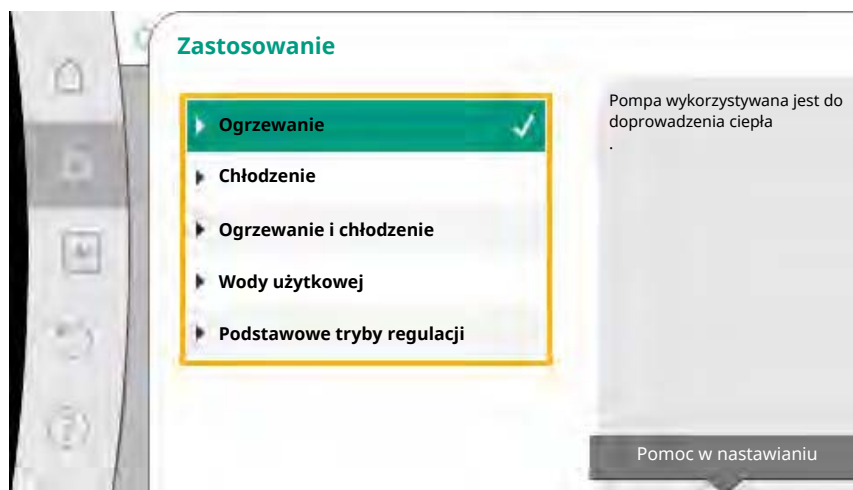 Zastosowanie
Ogrzewanie
Chłodzenie
Ogrzewanie i chłodzenie
Wody użytkowej
Podstawowe tryby regulacji
Pompa wykorzystywana jest do
doprowadzenia ciepła
.
Pomoc w nastawianiu